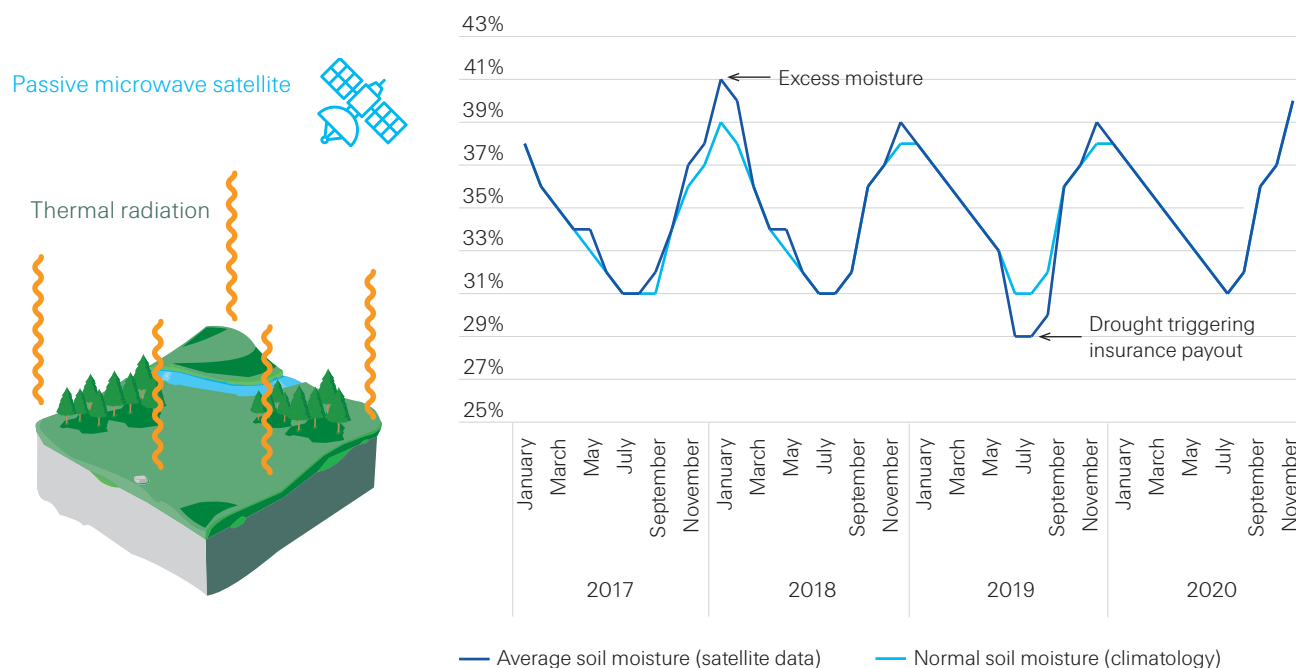 Passive microwave satellite
Thermal radiation
43%
41%
39%
37%
35%
33%
31%
29%
27%
25%
Excess moisture
Drought triggering
insurance payout
January
March
May
July
September
November
January
March
May
July
September
November
January
March
May
July
September
November
January
March
May
July
September
November
2017
2018
2019
2020
Average soil moisture (satellite data)
Normal soil moisture (climatology)